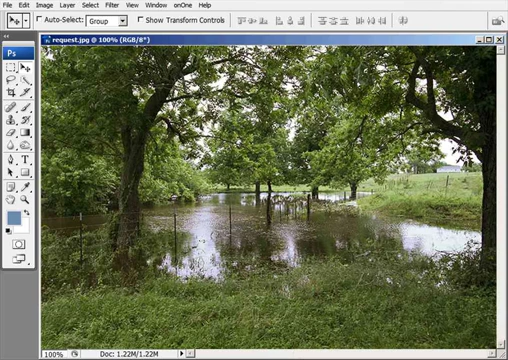 File Edit Image Layer Select Filter View Window onOne Help
Auto-Select: Group Show Transform Controls
Ps
request.jpg @ 100% (RGB/8*)
T
100% Doc: 1.22M/1.22M